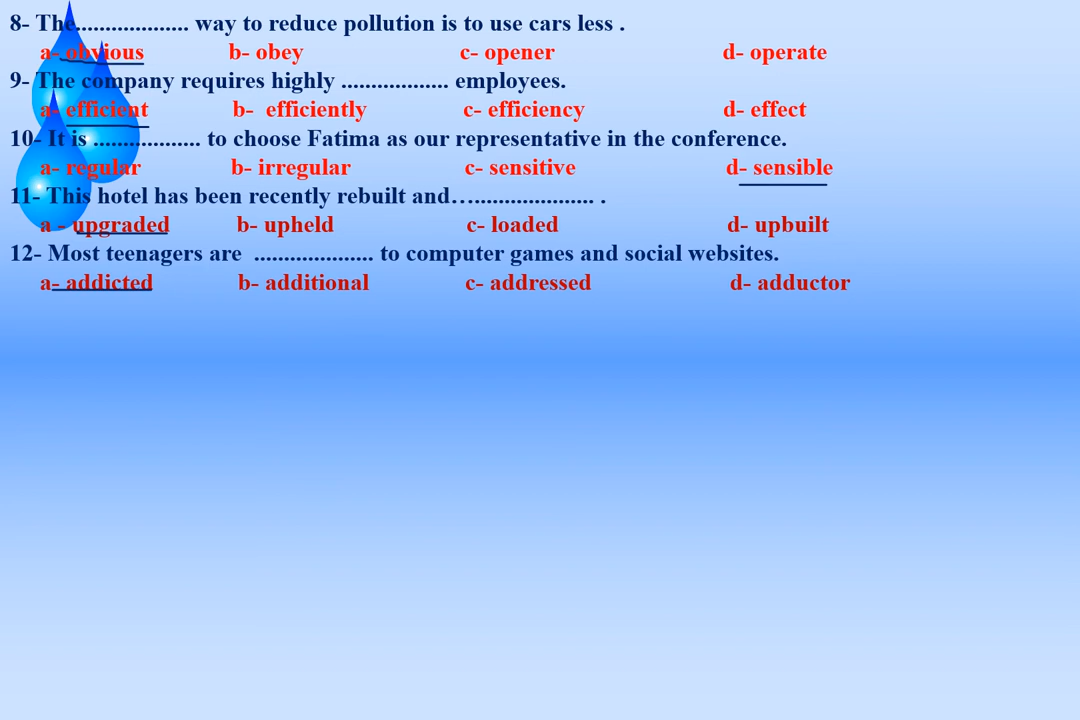 8- The................... way to reduce pollution is to use cars less .
a- obvious b- obey c- opener d- operate
9- The company requires highly .................. employees.
a- efficient b- efficiently c- efficiency d- effect
10- It is .................. to choose Fatima as our representative in the conference.
a- regular b- irregular c- sensitive d- sensible
11- This hotel has been recently rebuilt and…...................... .
a - upgraded b- upheld c- loaded d- upbuilt
12- Most teenagers are .................... to computer games and social websites.
a- addicted b- additional c- addressed d- adductor